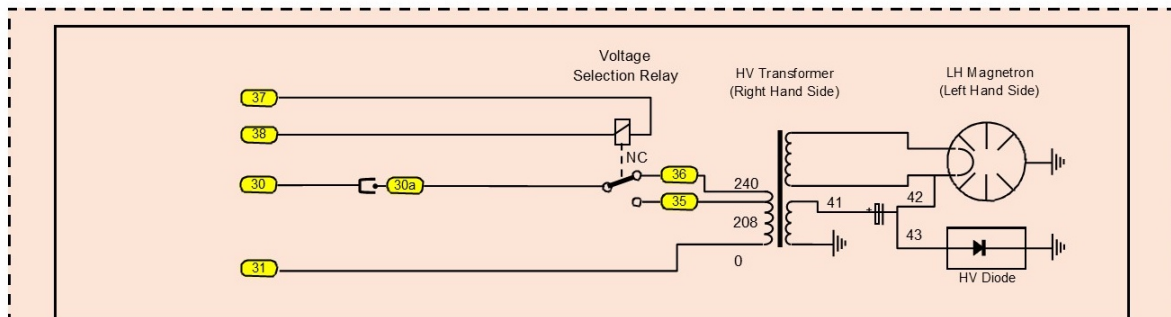 Voltage
Selection Relay
HV Transformer
(Right Hand Side)
LH Magnetron
(Left Hand Side)
37
38
NC
30
30a
36
240
35
41
42
208
43
0
31
HV Diode